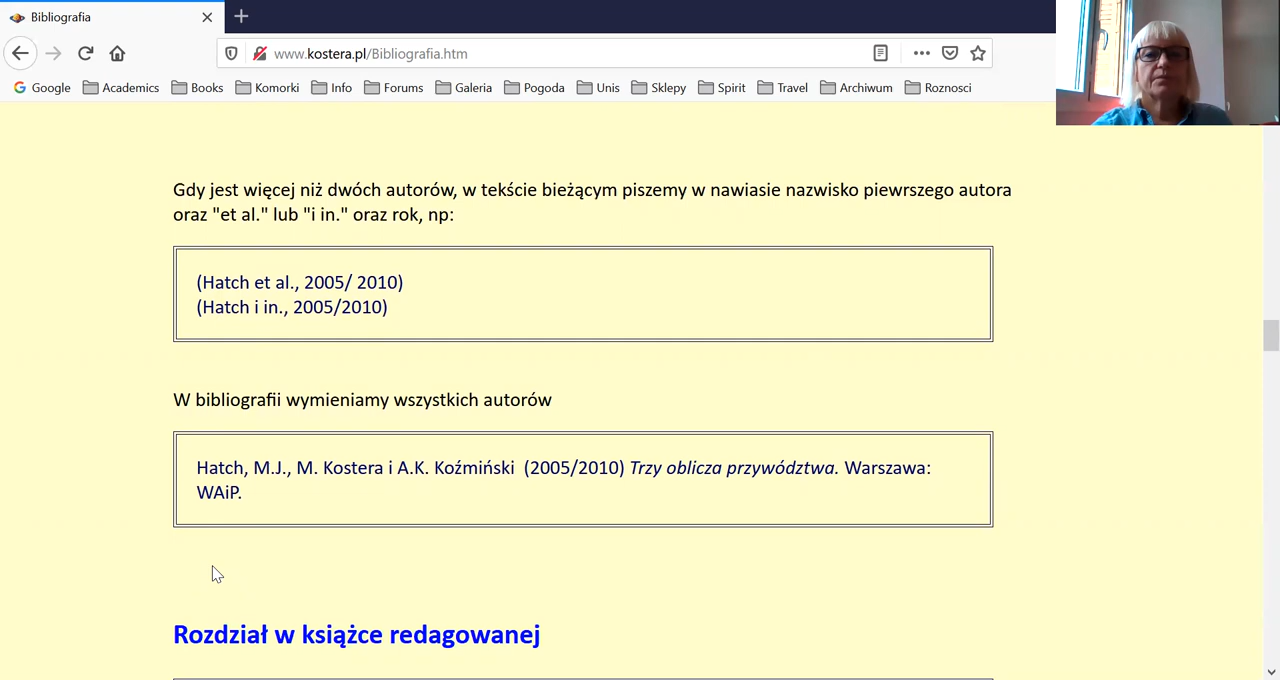 Bibliografia
www.kostera.pl/Bibliografia.htm
Google Academics Books Komorki Info Forums Galeria Pogoda Unis Sklepy Spirit Travel Archiwum Roznosci
Gdy jest więcej niż dwóch autorów, w tekście bieżącym piszemy w nawiasie nazwisko piewrszego autora
oraz "et al." lub "i in." oraz rok, np:
(Hatch et al., 2005/ 2010)
(Hatch i in., 2005/2010)
W bibliografii wymieniamy wszystkich autorów
Hatch, M.J., M. Kostera i A.K. Koźmiński (2005/2010) Trzy oblicza przywództwa. Warszawa:
WAiP.
Rozdział w książce redagowanej